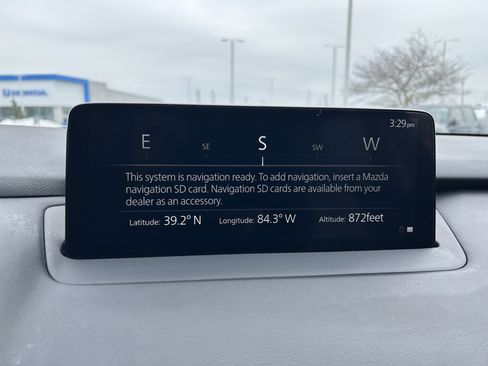 HONDA
3:29pm
E SE S SW W
This system is navigation ready. To add navigation, insert a Mazda
navigation SD card. Navigation SD cards are available from your
dealer as an accessory.
Latitude: 39.2° N Longitude: 84.3° W Altitude: 872feet